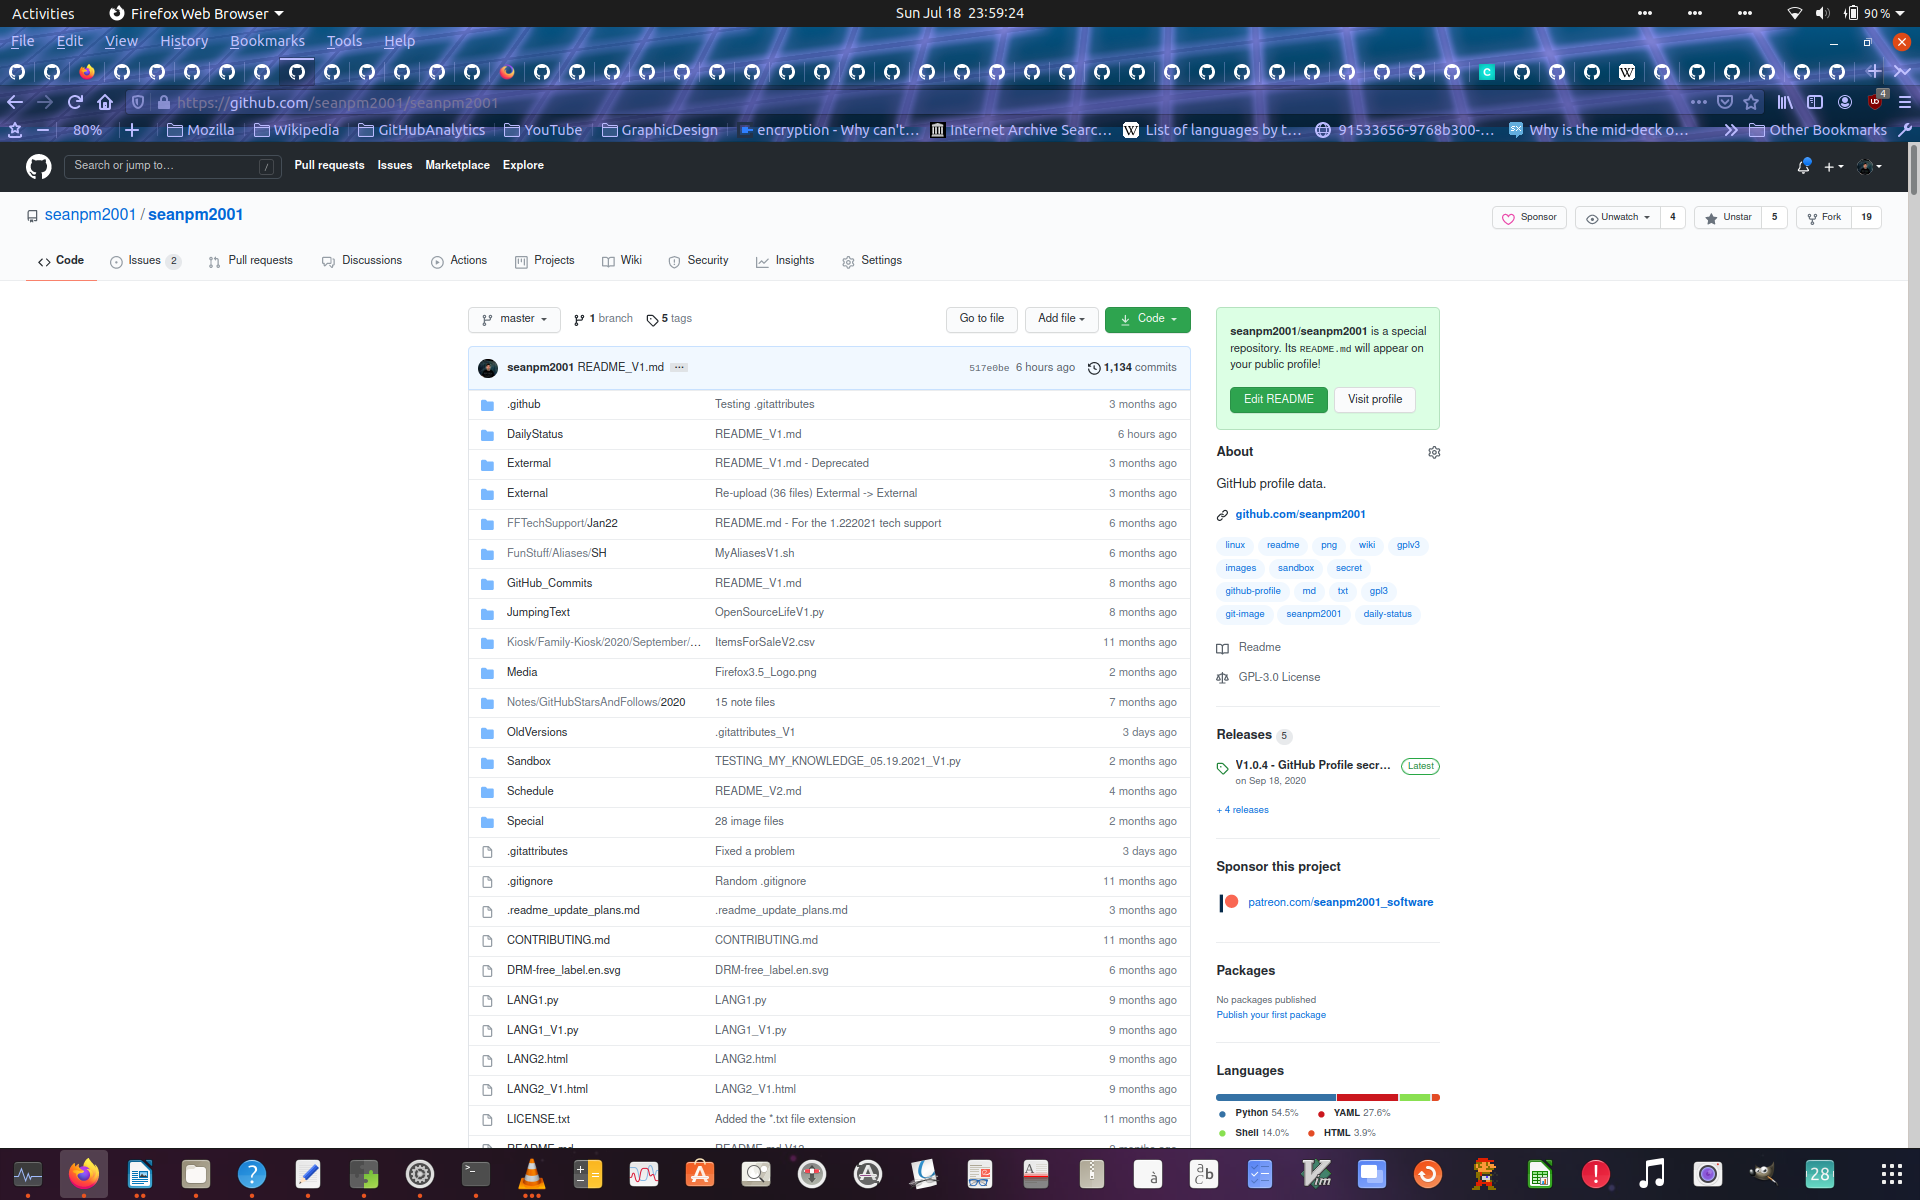 Activities Firefox Web Browser Sun Jul 18 23:59:24 90 %
File Edit View History Bookmarks Tools Help
https://github.com/seanpm2001/seanpm2001 4
80% Mozilla Wikipedia GitHubAnalytics YouTube GraphicDesign encryption - Why can't… Internet Archive Searc… List of languages by t… 91533656-9768b300-… Why is the mid-deck o… Other Bookmarks
Search or jump to… / Pull requests Issues Marketplace Explore
seanpm2001 / seanpm2001 Sponsor Unwatch 4 Unstar 5 Fork 19
Code Issues 2 Pull requests Discussions Actions Projects Wiki Security Insights Settings
master 1 branch 5 tags Go to file Add file Code
seanpm2001 README_V1.md … 517e0be 6 hours ago 1,134 commits
.github Testing .gitattributes 3 months ago
DailyStatus README_V1.md 6 hours ago
Extermal README_V1.md - Deprecated 3 months ago
External Re-upload (36 files) Extermal -> External 3 months ago
FFTechSupport/Jan22 README.md - For the 1.222021 tech support 6 months ago
FunStuff/Aliases/SH MyAliasesV1.sh 6 months ago
GitHub_Commits README_V1.md 8 months ago
JumpingText OpenSourceLifeV1.py 8 months ago
Kiosk/Family-Kiosk/2020/September/… ItemsForSaleV2.csv 11 months ago
Media Firefox3.5_Logo.png 2 months ago
Notes/GitHubStarsAndFollows/2020 15 note files 7 months ago
OldVersions .gitattributes_V1 3 days ago
Sandbox TESTING_MY_KNOWLEDGE_05.19.2021_V1.py 2 months ago
Schedule README_V2.md 4 months ago
Special 28 image files 2 months ago
.gitattributes Fixed a problem 3 days ago
.gitignore Random .gitignore 11 months ago
.readme_update_plans.md .readme_update_plans.md 3 months ago
CONTRIBUTING.md CONTRIBUTING.md 11 months ago
DRM-free_label.en.svg DRM-free_label.en.svg 6 months ago
LANG1.py LANG1.py 9 months ago
LANG1_V1.py LANG1_V1.py 9 months ago
LANG2.html LANG2.html 9 months ago
LANG2_V1.html LANG2_V1.html 9 months ago
LICENSE.txt Added the *.txt file extension 11 months ago
seanpm2001/seanpm2001 is a special
repository. Its README.md will appear on
your public profile!
Edit README Visit profile
About
GitHub profile data.
github.com/seanpm2001
linux readme png wiki gplv3
images sandbox secret
github-profile md txt gpl3
git-image seanpm2001 daily-status
Readme
GPL-3.0 License
Releases 5
V1.0.4 - GitHub Profile secr… Latest
on Sep 18, 2020
+ 4 releases
Sponsor this project
patreon.com/seanpm2001_software
Packages
No packages published
Publish your first package
Languages
Python 54.5% YAML 27.6%
Shell 14.0% HTML 3.9%
28